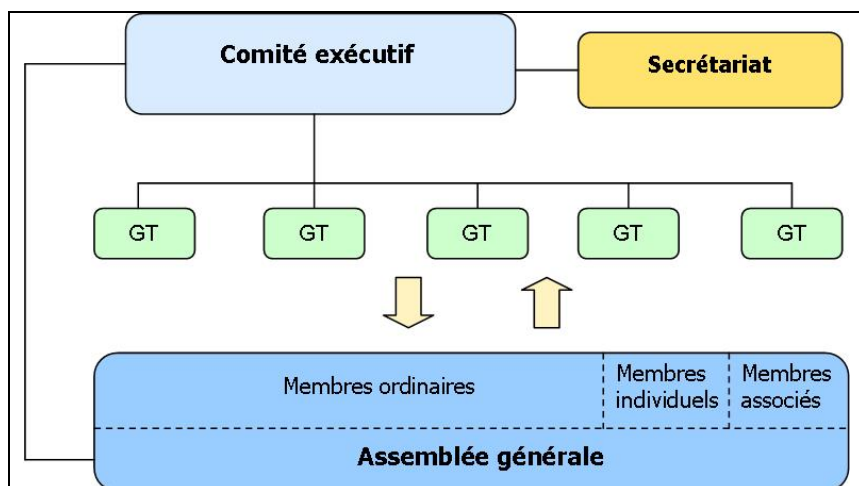 Comité exécutif
Secrétariat
GT GT GT GT GT
Membres ordinaires
Membres
individuels
Membres
associés
Assemblée générale